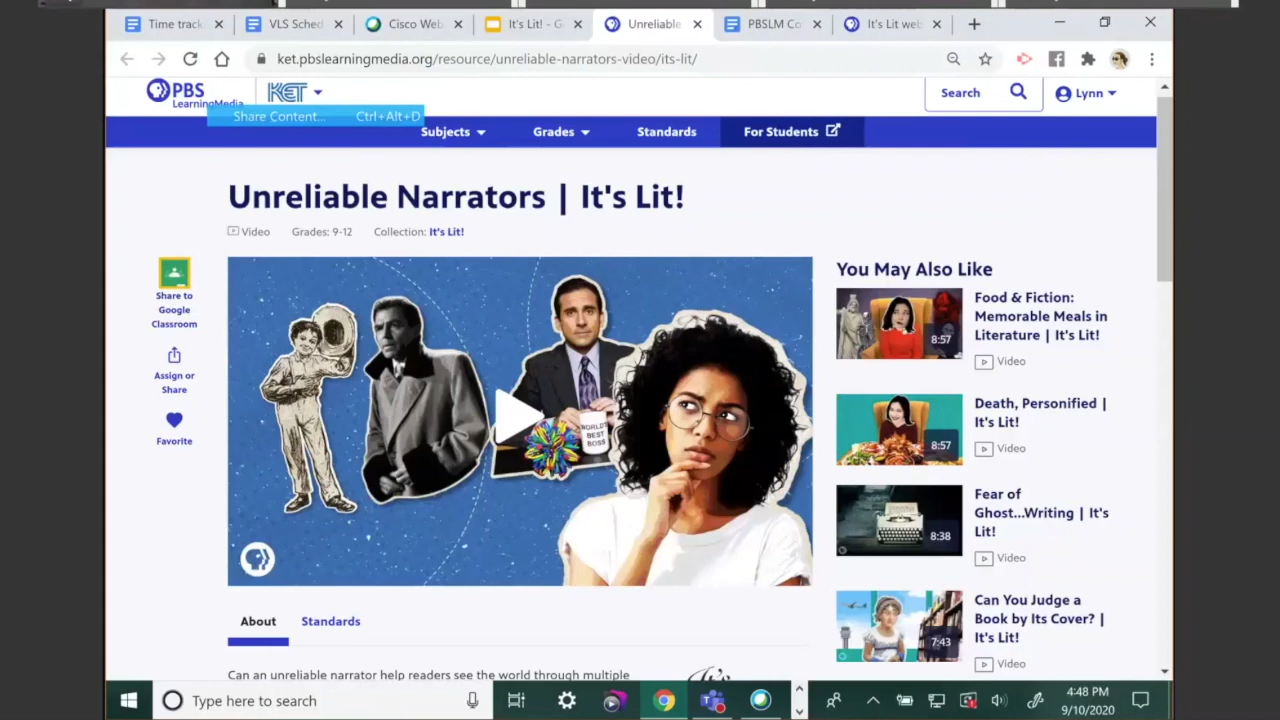 Time track
VLS Sched
Cisco Web
It's Lit! - G
Unreliable
PBSLM Co
It's Lit web
ket.pbslearningmedia.org/resource/unreliable-narrators-video/its-lit/
PBS
LearningMedia
KET
Search
Lynn
Share Content... Ctrl+Alt+D
Subjects
Grades
Standards
For Students
Unreliable Narrators | It's Lit!
Video Grades: 9-12 Collection: It's Lit!
Share to
Google
Classroom
Assign or
Share
Favorite
WORLD'S
BEST
BOSS
You May Also Like
8:57
Food & Fiction:
Memorable Meals in
Literature | It's Lit!
Video
8:57
Death, Personified |
It's Lit!
Video
8:38
Fear of
Ghost...Writing | It's
Lit!
Video
7:43
Can You Judge a
Book by Its Cover? |
It's Lit!
Video
About
Standards
Can an unreliable narrator help readers see the world through multiple
It's
Type here to search
4:48 PM
9/10/2020